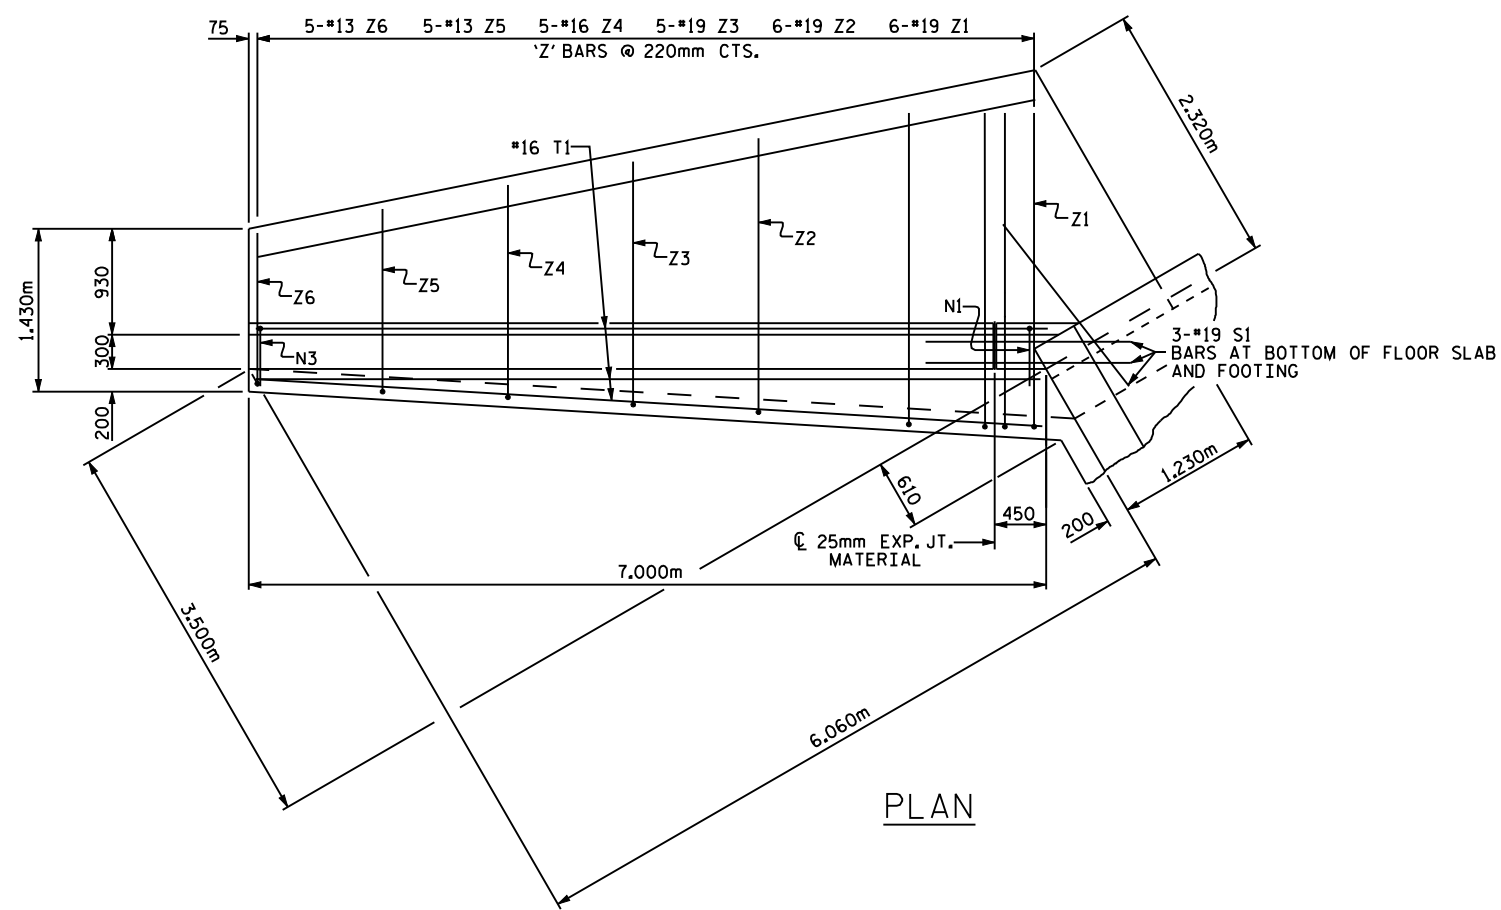 75
5-#13 Z6 5-#13 Z5 5-#16 Z4 5-#19 Z3 6-#19 Z2 6-#19 Z1
'Z' BARS @ 220mm CTS.
2.320m
#16 T1
Z1
Z2
Z3
Z4
Z5
Z6
1.430m
930
300
200
N3
N1
3-#19 S1
BARS AT BOTTOM OF FLOOR SLAB
AND FOOTING
1.230m
610
450
200
℄ 25mm EXP. JT.
MATERIAL
7.000m
3.500m
6.060m
PLAN